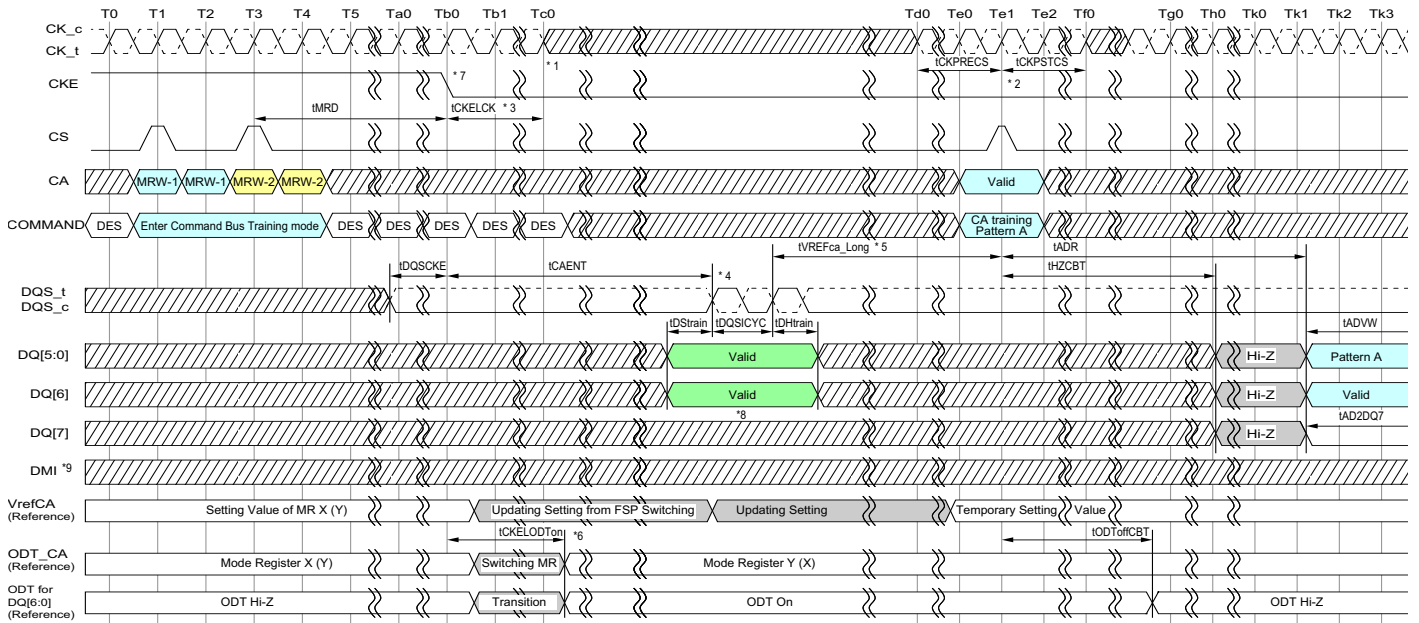 T0 T1 T2 T3 T4 T5 Ta0 Tb0 Tb1 Tc0 Td0 Te0 Te1 Te2 Tf0 Tg0 Th0 Tk0 Tk1 Tk2 Tk3
CK_c
CK_t
* 1
tCKPRECS tCKPSTCS
CKE
* 7
* 2
tMRD tCKELCK * 3
CS
CA MRW-1 MRW-1 MRW-2 MRW-2 Valid
COMMAND DES Enter Command Bus Training mode DES DES DES DES DES CA training Pattern A
tVREFca_Long * 5 tADR
tDQSCKE tCAENT * 4 tHZCBT
DQS_t
DQS_c
tDStrain tDQSICYC tDHtrain tADVW
DQ[5:0] Valid Hi-Z Pattern A
DQ[6] Valid Hi-Z Valid
*8 tAD2DQ7
DQ[7] Hi-Z
DMI *9
VrefCA
(Reference)
Setting Value of MR X (Y) Updating Setting from FSP Switching Updating Setting Temporary Setting Value
tCKELODTon *6 tODToffCBT
ODT_CA
(Reference)
Mode Register X (Y) Switching MR Mode Register Y (X)
ODT for
DQ[6:0]
(Reference)
ODT Hi-Z Transition ODT On ODT Hi-Z